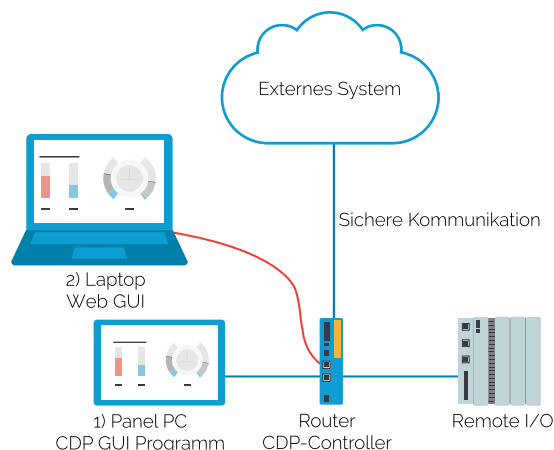 Externes System
Sichere Kommunikation
2) Laptop
Web GUI
1) Panel PC
CDP GUI Programm
Router
CDP-Controller
Remote I/O